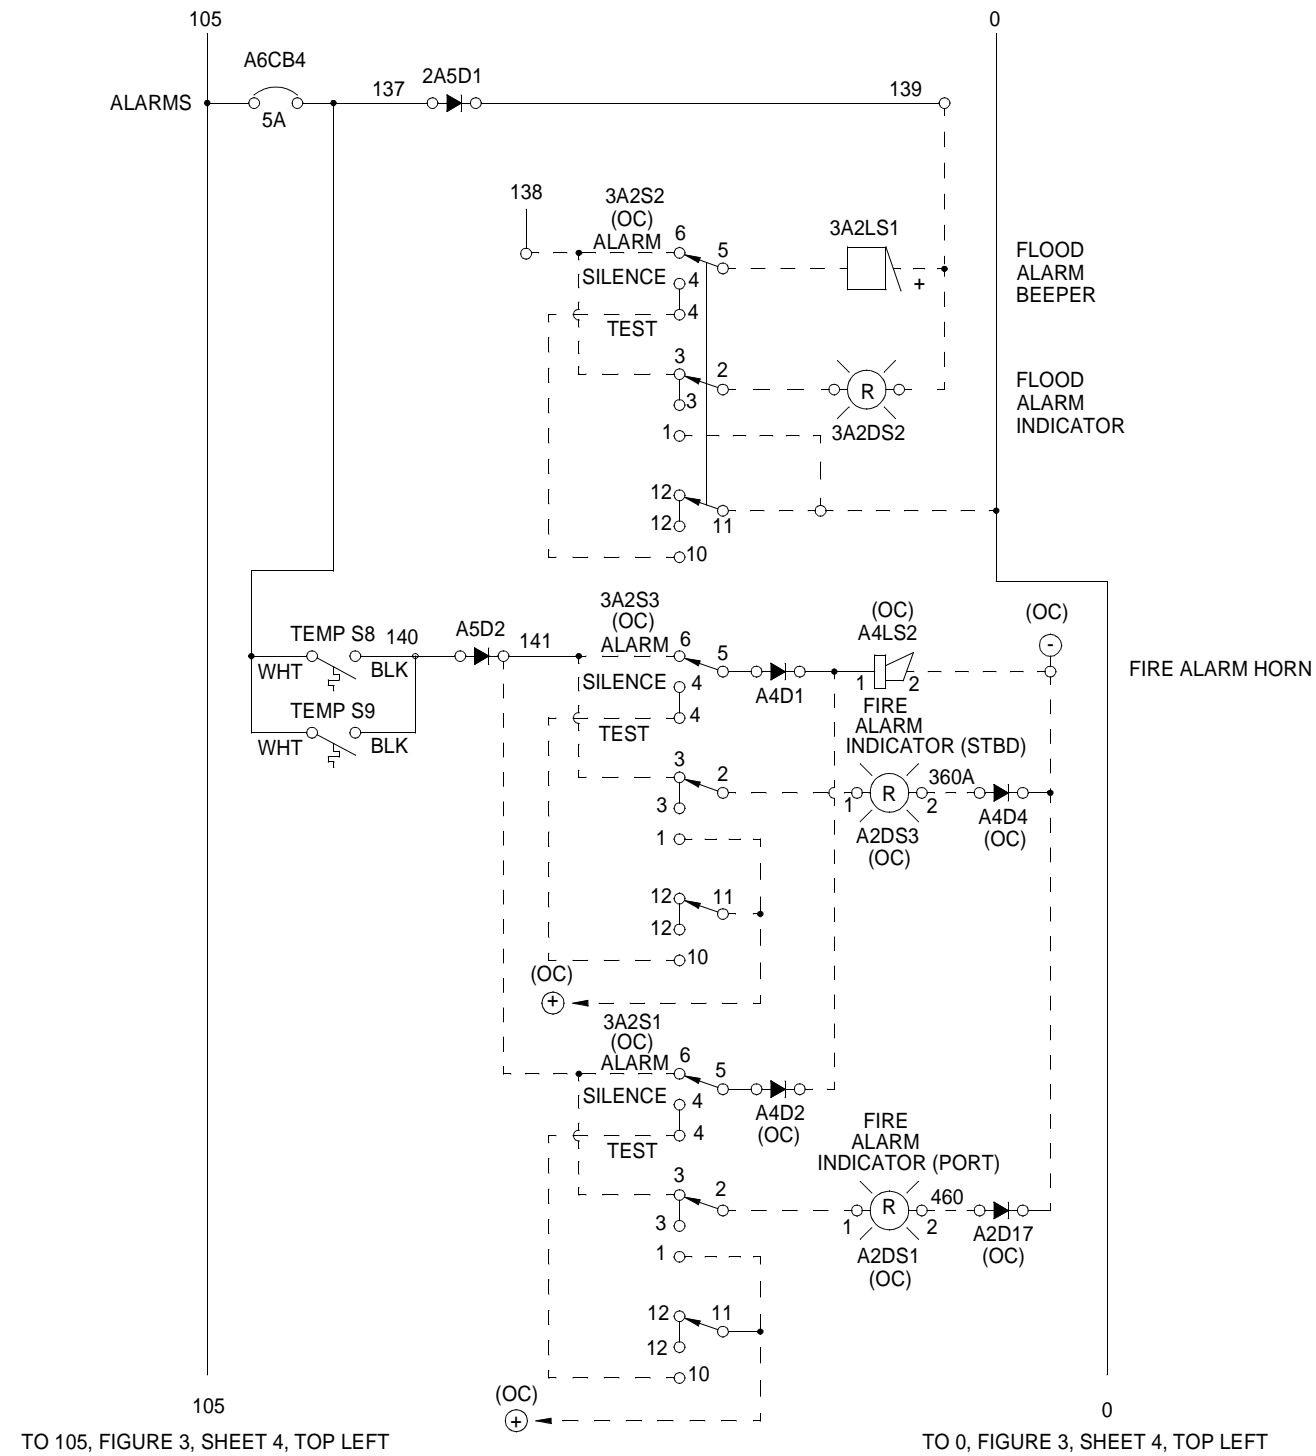 105
0
A6CB4
ALARMS
5A
137
2A5D1
139
138
3A2S2
(OC)
ALARM
6
5
SILENCE
4
4
TEST
3
2
3
1
12
12
11
10
3A2LS1
+
FLOOD
ALARM
BEEPER
R
3A2DS2
FLOOD
ALARM
INDICATOR
TEMP S8
140
WHT
BLK
TEMP S9
WHT
BLK
A5D2
141
3A2S3
(OC)
ALARM
6
5
SILENCE
4
4
TEST
3
2
3
1
12
11
12
10
(OC)
+
A4D1
(OC)
A4LS2
1
2
(OC)
-
FIRE ALARM HORN
FIRE
ALARM
INDICATOR (STBD)
R
1
2
360A
A2DS3
(OC)
A4D4
(OC)
3A2S1
(OC)
ALARM
6
5
SILENCE
4
4
TEST
3
2
3
1
12
11
12
10
(OC)
+
A4D2
(OC)
FIRE
ALARM
INDICATOR (PORT)
R
1
2
460
A2DS1
(OC)
A2D17
(OC)
105
0
TO 105, FIGURE 3, SHEET 4, TOP LEFT
TO 0, FIGURE 3, SHEET 4, TOP LEFT